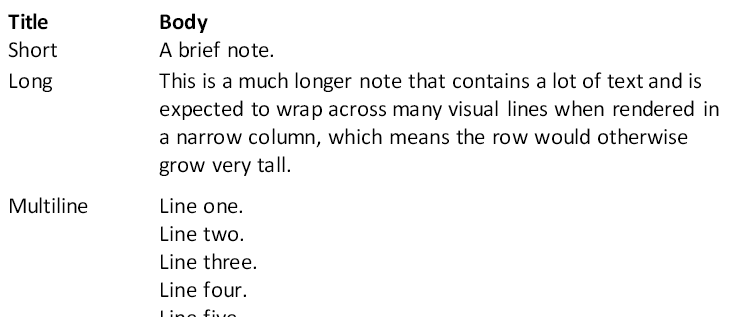 Title Body
Short A brief note.
Long This is a much longer note that contains a lot of text and is
expected to wrap across many visual lines when rendered in
a narrow column, which means the row would otherwise
grow very tall.
Multiline Line one.
Line two.
Line three.
Line four.
Line five